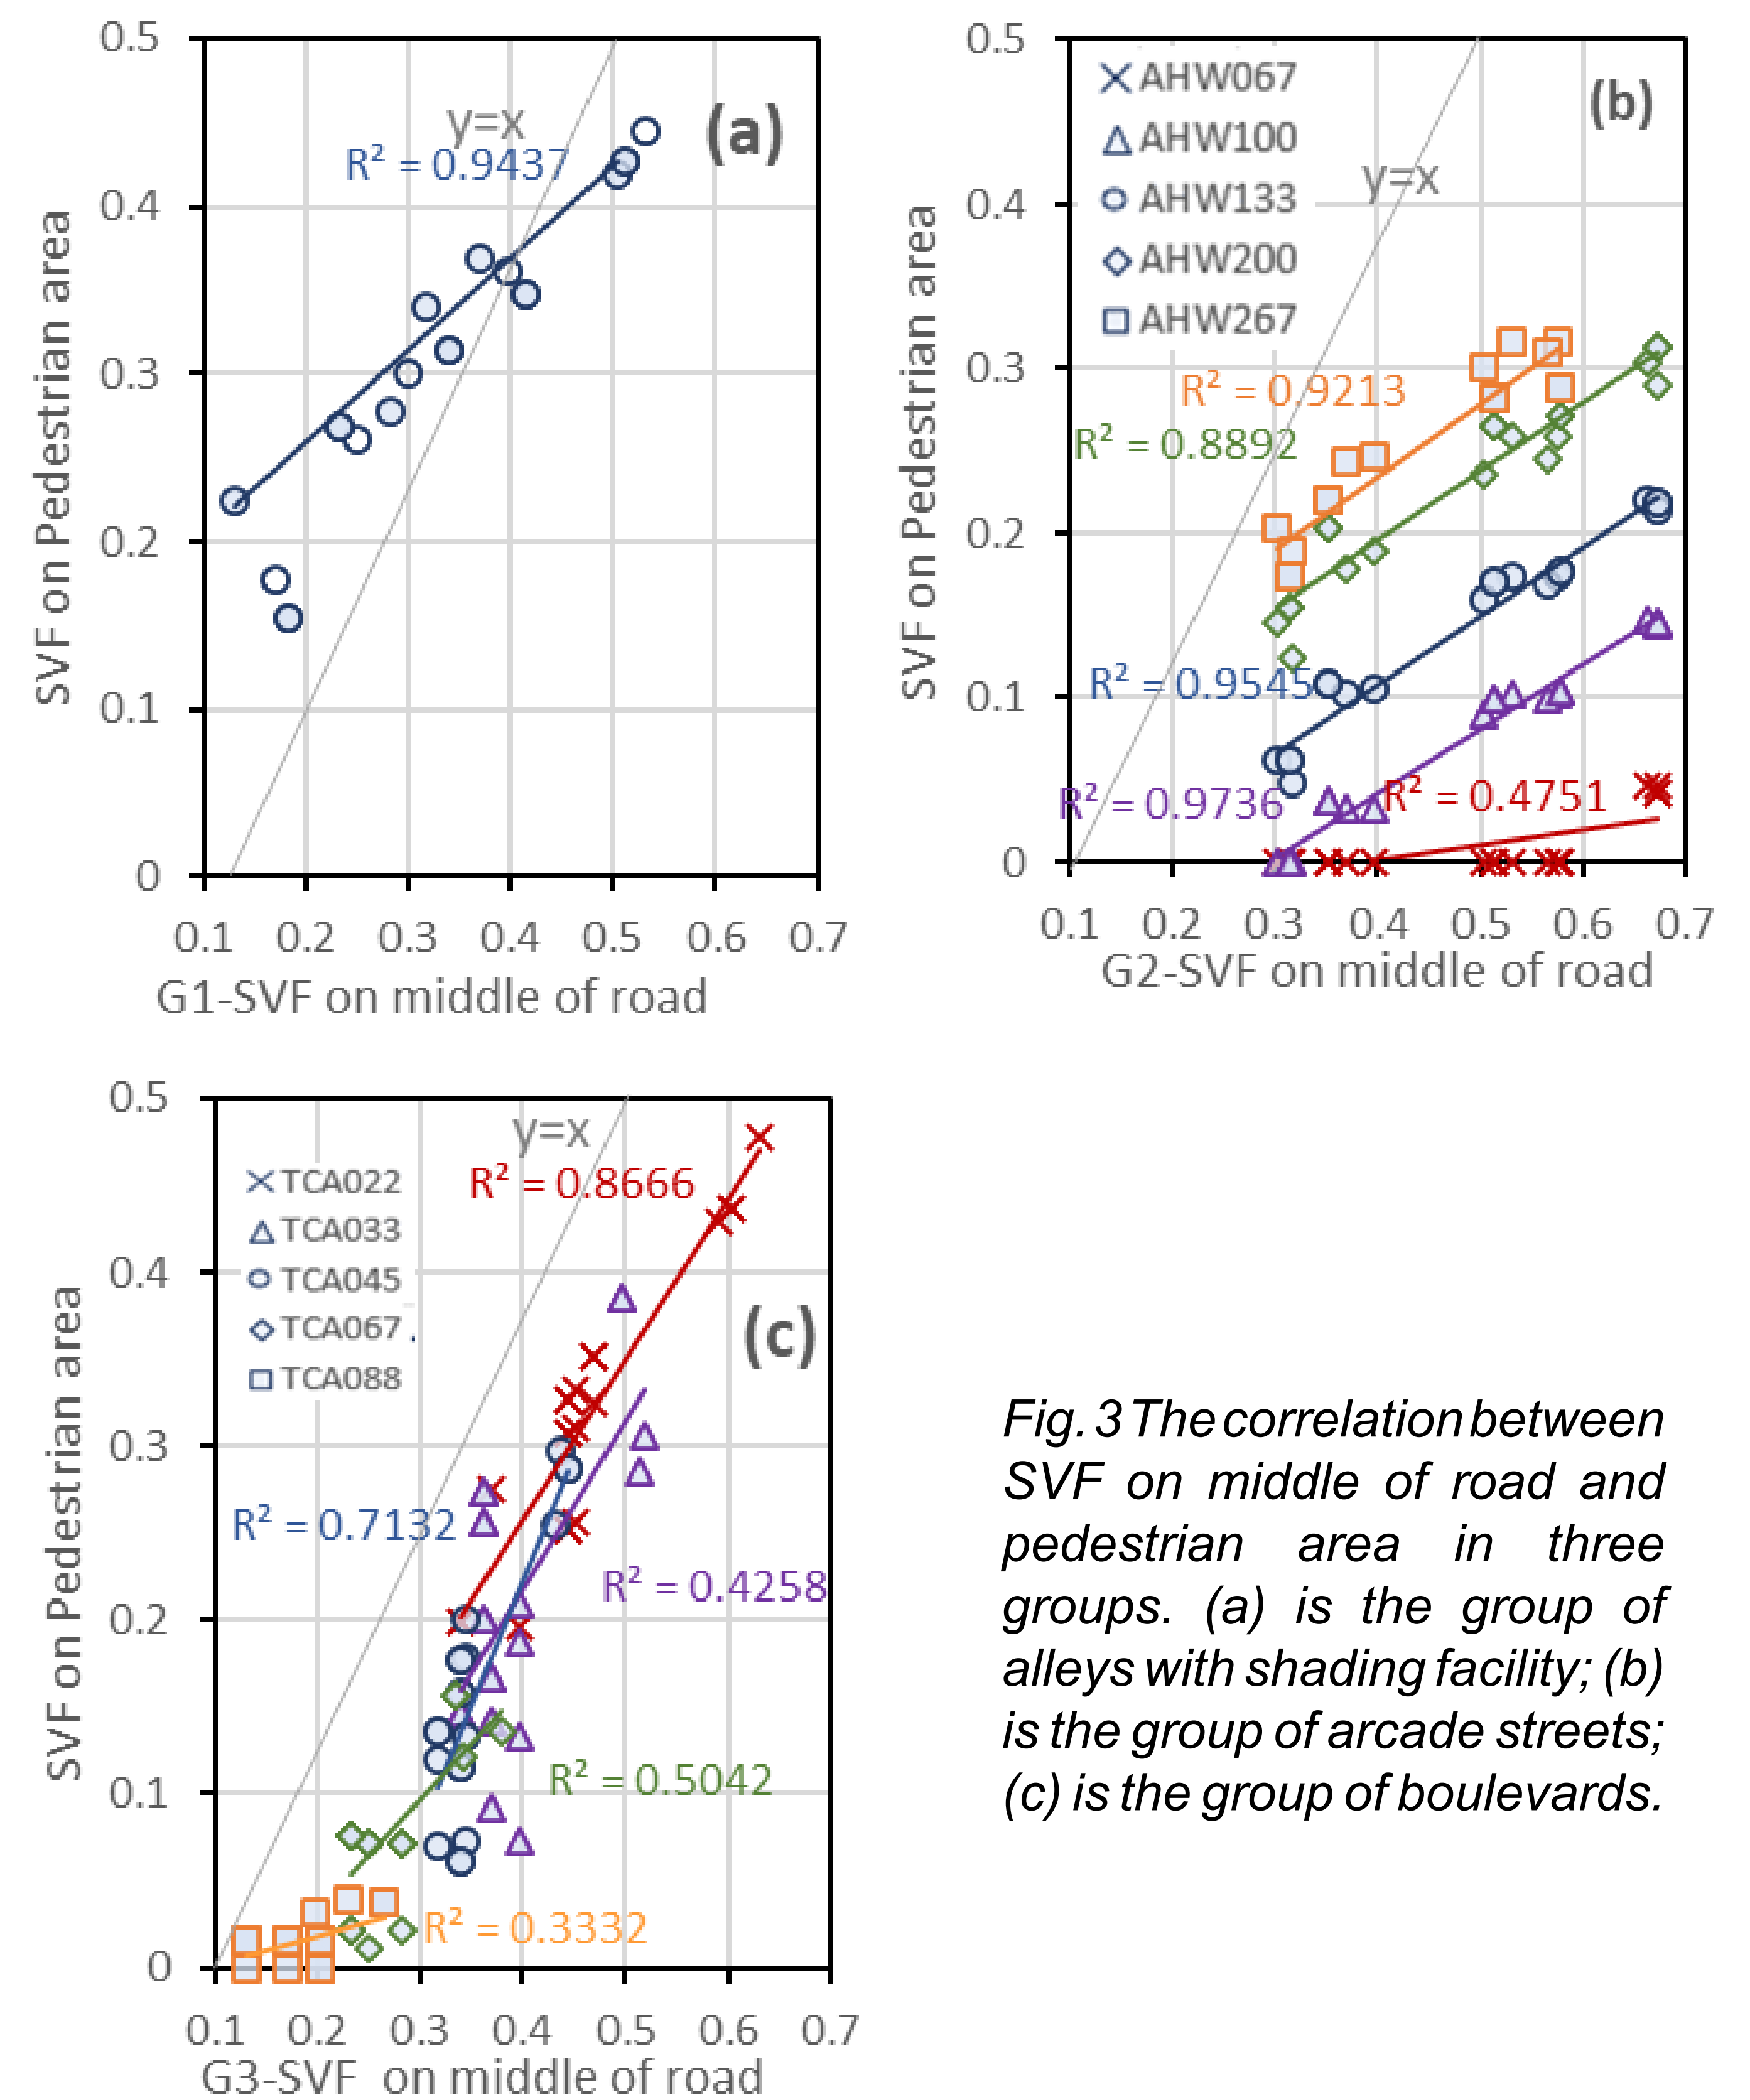 0.5
0.4
0.3
0.2
0.1
0
SVF on Pedestrian area
y=x
R² = 0.9437
(a)
0.1 0.2 0.3 0.4 0.5 0.6 0.7
G1-SVF on middle of road
0.5
0.4
0.3
0.2
0.1
0
SVF on Pedestrian area
AHW067
AHW100
AHW133
AHW200
AHW267
(b)
y=x
R² = 0.9213
R² = 0.8892
R² = 0.9545
R² = 0.9736
R² = 0.4751
0.1 0.2 0.3 0.4 0.5 0.6 0.7
G2-SVF on middle of road
0.5
0.4
0.3
0.2
0.1
0
SVF on Pedestrian area
y=x
R² = 0.8666
TCA022
TCA033
TCA045
TCA067
TCA088
(c)
R² = 0.7132
R² = 0.4258
R² = 0.5042
R² = 0.3332
0.1 0.2 0.3 0.4 0.5 0.6 0.7
G3-SVF on middle of road
Fig. 3 The correlation between
SVF on middle of road and
pedestrian area in three
groups. (a) is the group of
alleys with shading facility; (b)
is the group of arcade streets;
(c) is the group of boulevards.